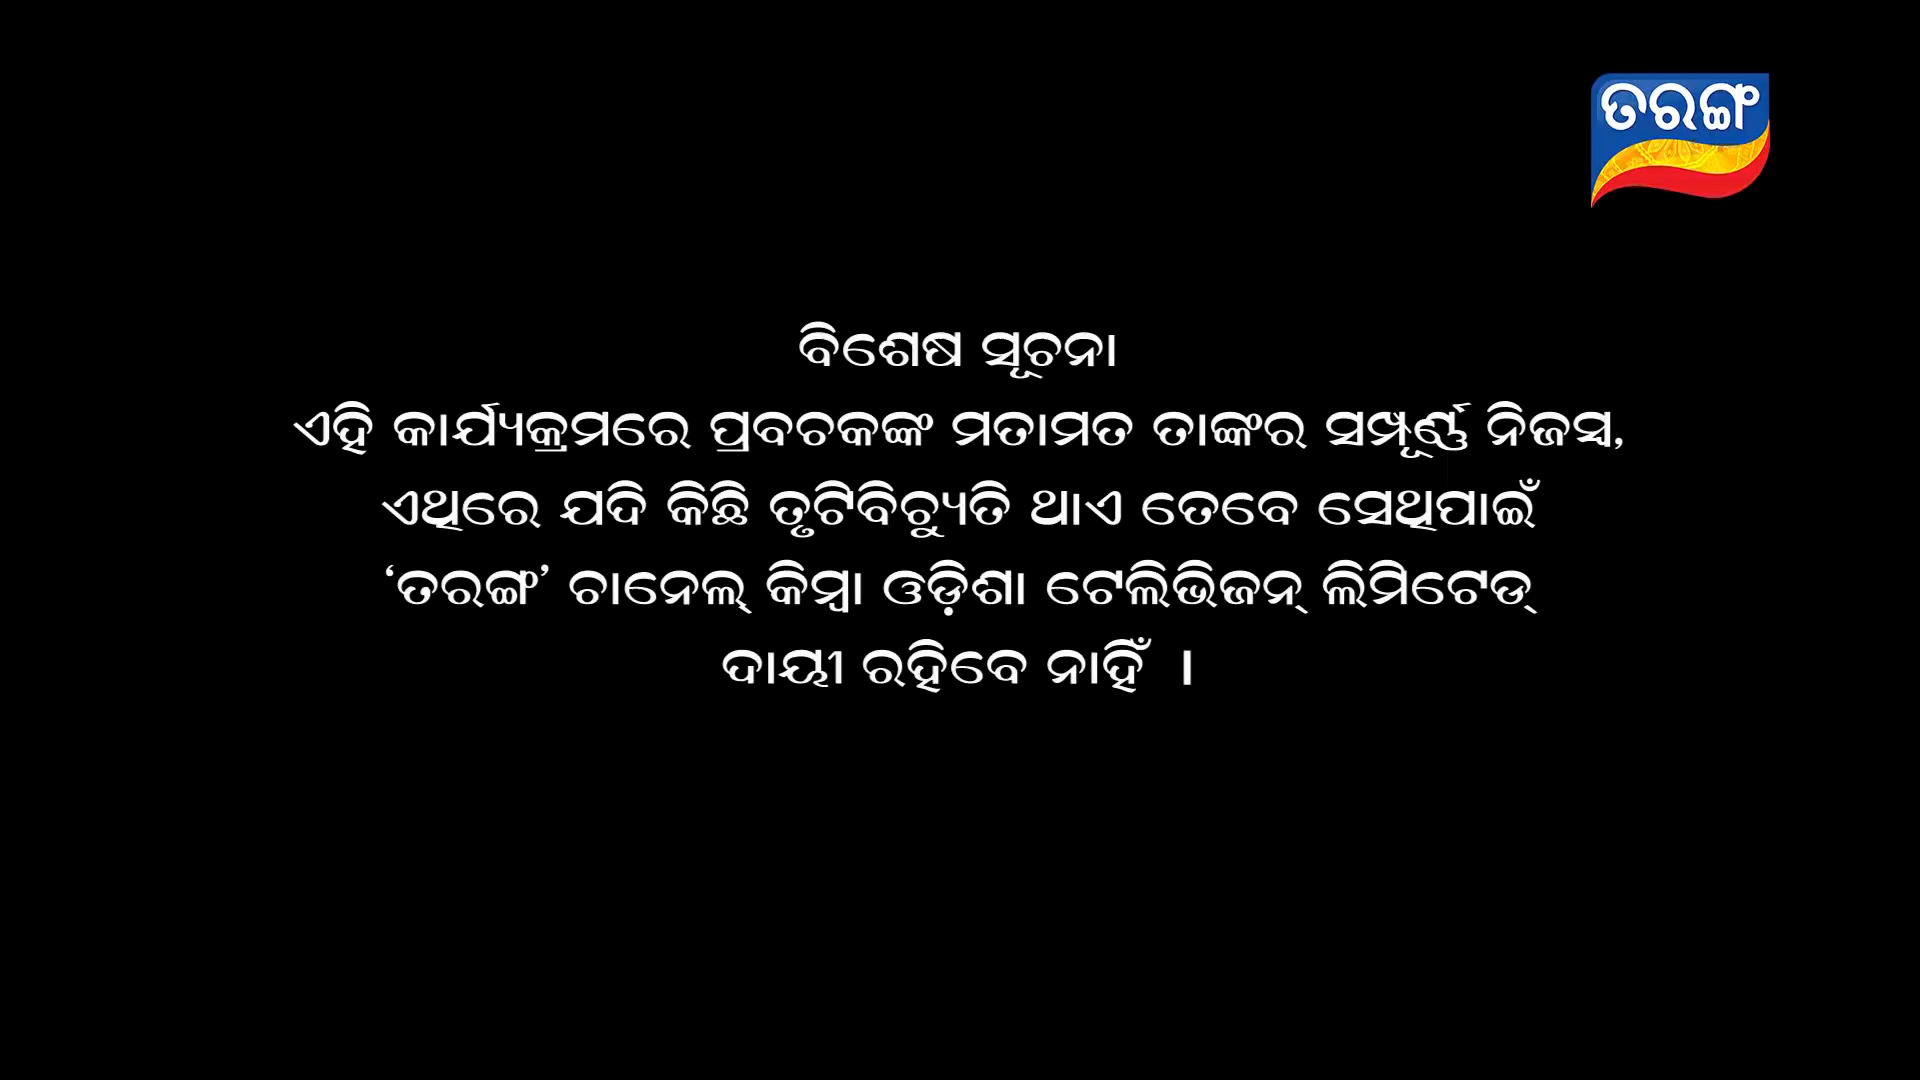 ତରଙ୍ଗ
ବିଶେଷ ସୂଚନା
ଏହି କାର୍ଯ୍ୟକ୍ରମରେ ପ୍ରବଚକଙ୍କ ମତାମତ ତାଙ୍କର ସମ୍ପୂର୍ଣ୍ଣ ନିଜସ୍ୱ,
ଏଥିରେ ଯଦି କିଛି ତୃଟିବିଚ୍ୟୁତି ଥାଏ ତେବେ ସେଥିପାଇଁ
‘ତରଙ୍ଗ’ ଚାନେଲ୍ କିମ୍ବା ଓଡ଼ିଶା ଟେଲିଭିଜନ୍ ଲିମିଟେଡ୍
ଦାୟୀ ରହିବେ ନାହିଁ ।